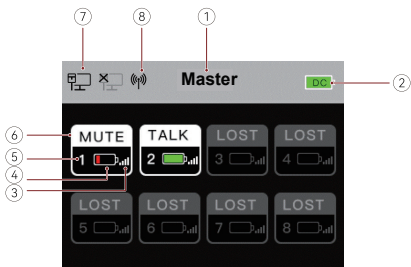 ⑦ ⑧ ①
Master
DC ②
⑥ MUTE TALK LOST LOST
⑤ 1 2 3 4
④
③
LOST LOST LOST LOST
5 6 7 8